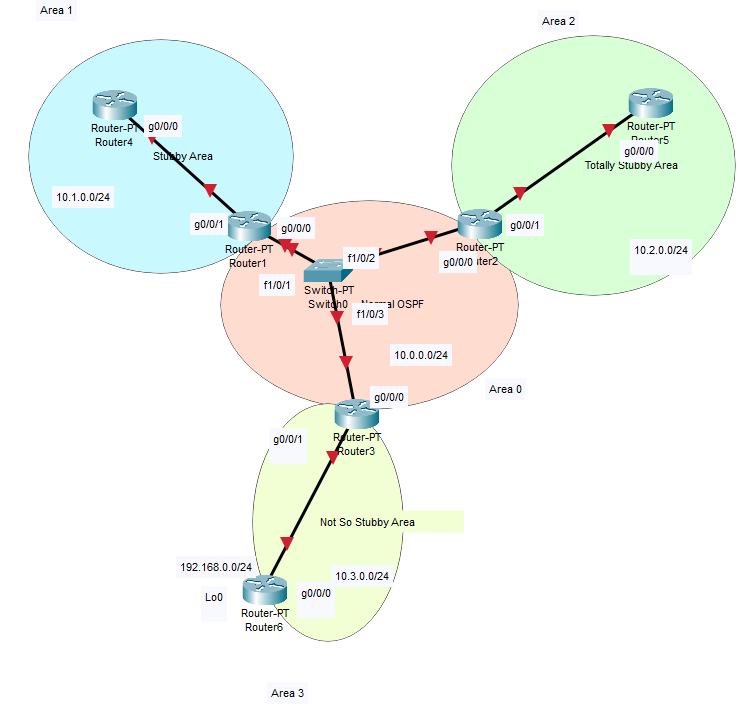 Area 1
Area 2
Router-PT
Router4
g0/0/0
Stubby Area
Router-PT
Router5
g0/0/0
Totally Stubby Area
10.1.0.0/24
g0/0/1
g0/0/0
Router-PT
Router1
g0/0/1
Router-PT
g0/0/0
10.2.0.0/24
f1/0/2
f1/0/1
Switch-PT
Switch0
OSPF
f1/0/3
10.0.0.0/24
Area 0
g0/0/0
g0/0/1
Router-PT
Router3
Not So Stubby Area
192.168.0.0/24
10.3.0.0/24
Lo0
g0/0/0
Router-PT
Router6
Area 3